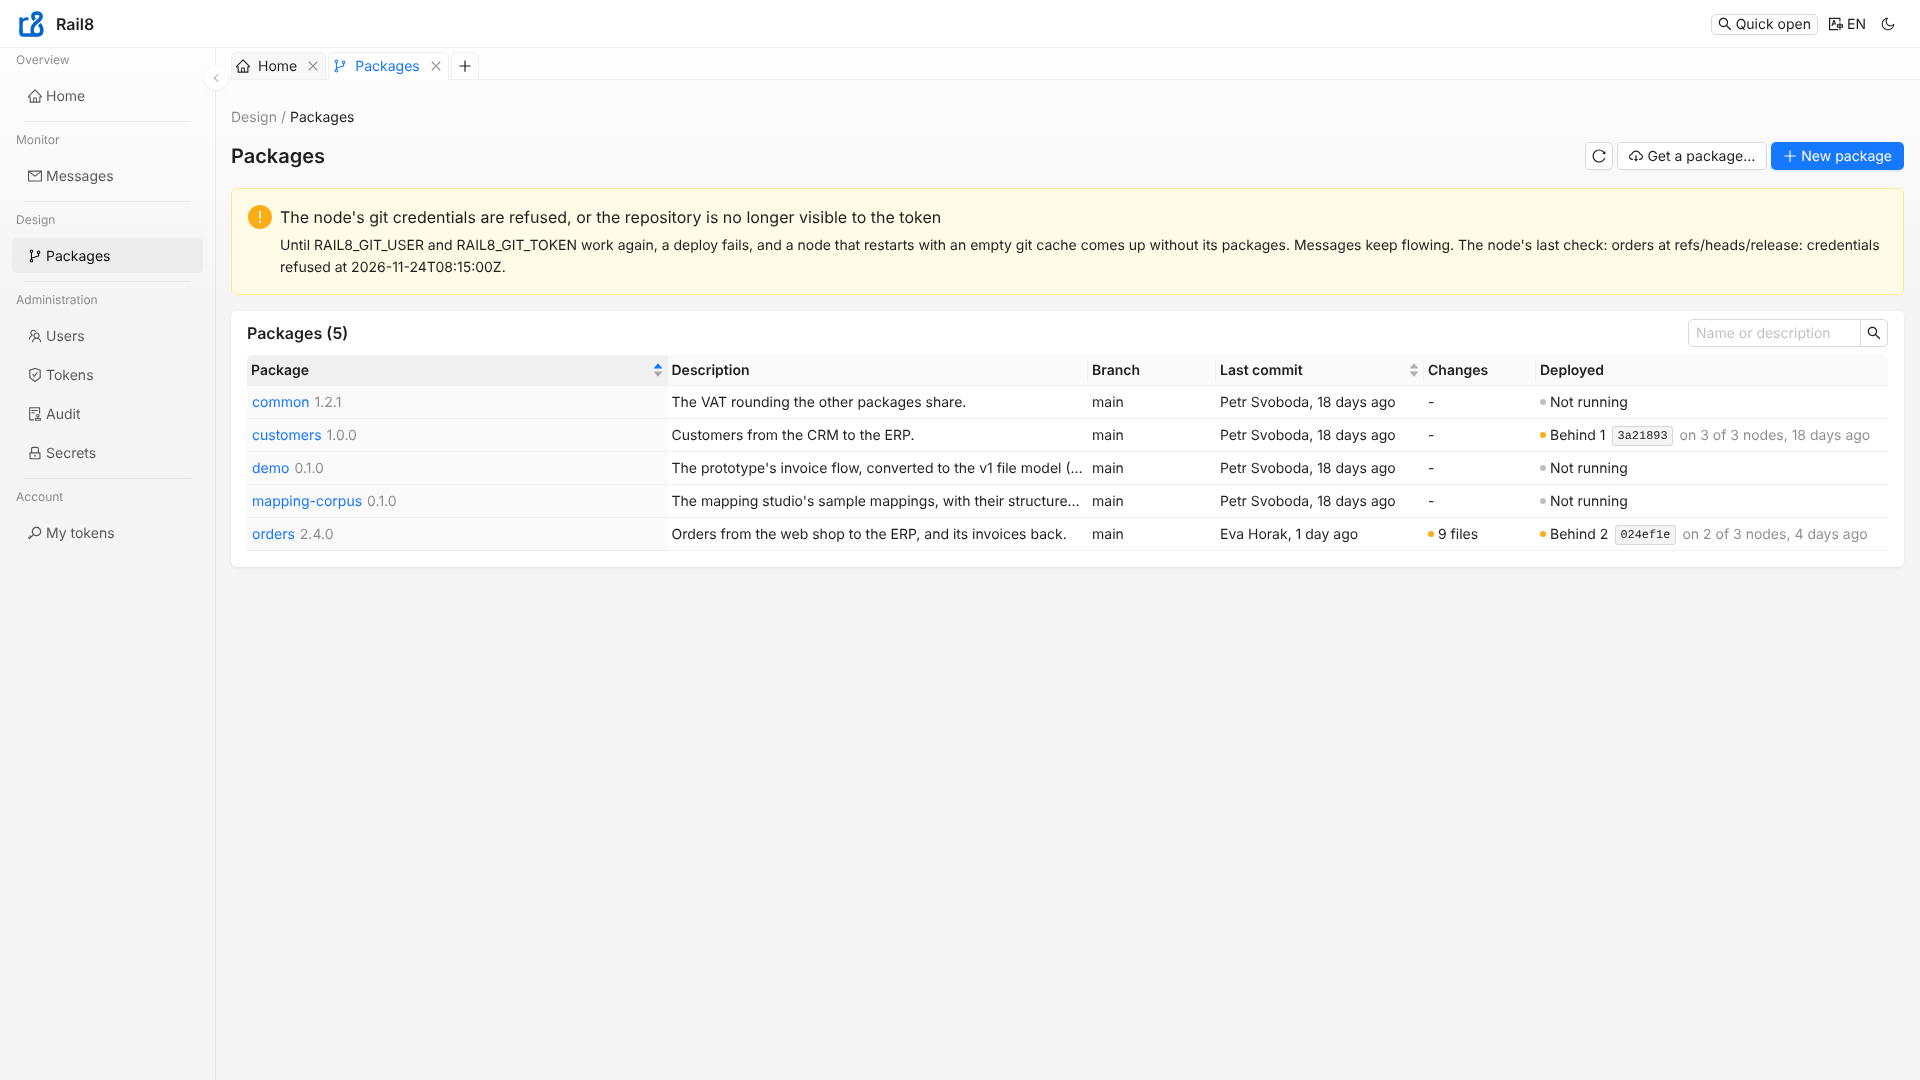 Rail8
Quick open
EN
Overview
Home
Monitor
Messages
Design
Packages
Administration
Users
Tokens
Audit
Secrets
Account
My tokens
Home
Packages
Design / Packages
Packages
Get a package...
New package
The node's git credentials are refused, or the repository is no longer visible to the token
Until RAIL8_GIT_USER and RAIL8_GIT_TOKEN work again, a deploy fails, and a node that restarts with an empty git cache comes up without its packages. Messages keep flowing. The node's last check: orders at refs/heads/release: credentials
refused at 2026-11-24T08:15:00Z.
Packages (5)
Name or description
Package Description Branch Last commit Changes Deployed
common 1.2.1 The VAT rounding the other packages share. main Petr Svoboda, 18 days ago - Not running
customers 1.0.0 Customers from the CRM to the ERP. main Petr Svoboda, 18 days ago - Behind 1 3a21893 on 3 of 3 nodes, 18 days ago
demo 0.1.0 The prototype's invoice flow, converted to the v1 file model (... main Petr Svoboda, 18 days ago - Not running
mapping-corpus 0.1.0 The mapping studio's sample mappings, with their structure... main Petr Svoboda, 18 days ago - Not running
orders 2.4.0 Orders from the web shop to the ERP, and its invoices back. main Eva Horak, 1 day ago 9 files Behind 2 024ef1e on 2 of 3 nodes, 4 days ago